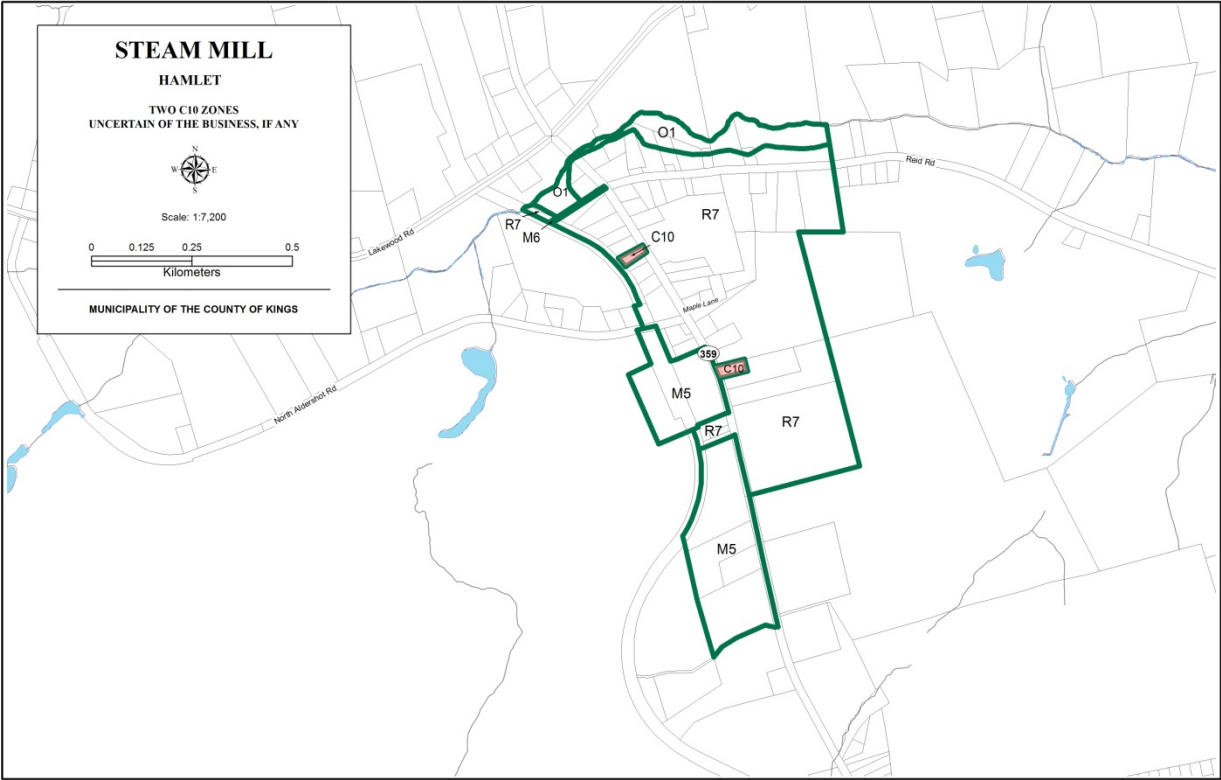 STEAM MILL
HAMLET
TWO C10 ZONES
UNCERTAIN OF THE BUSINESS, IF ANY
N
W E
S
Scale: 1:7,200
0 0.125 0.25 0.5
Kilometers
MUNICIPALITY OF THE COUNTY OF KINGS
O1
Reid Rd
O1
R7
R7
M6
C10
Lakewood Rd
Maple Lane
359
C10
North Aldershot Rd
M5
R7
R7
M5